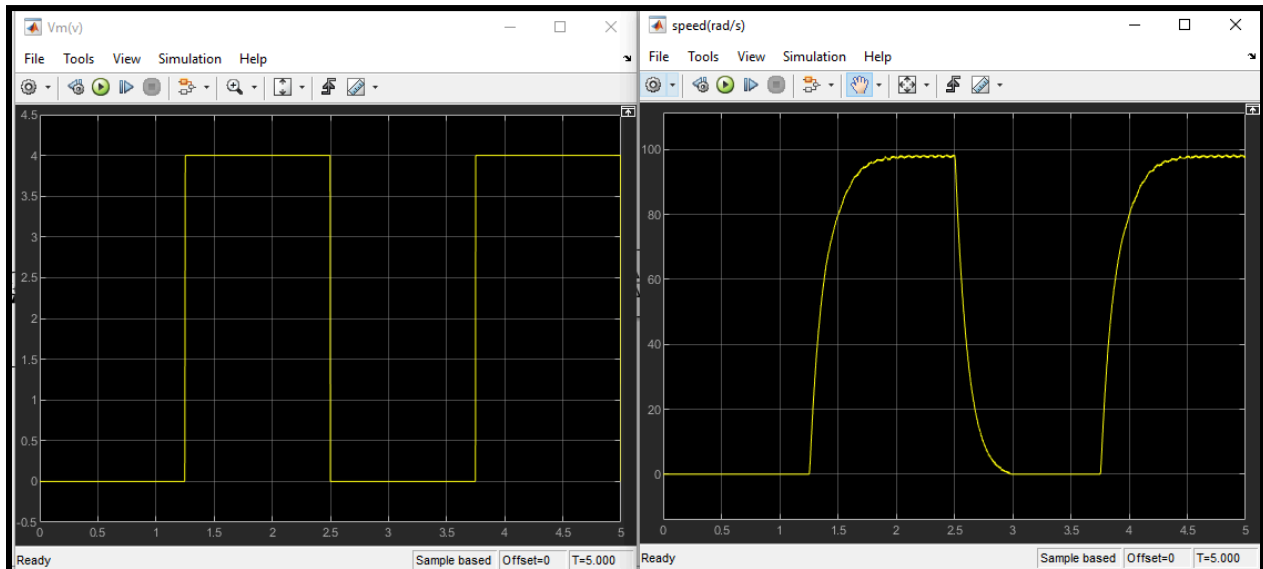 Vm(v)
File Tools View Simulation Help
4.5
4
3.5
3
2.5
2
1.5
1
0.5
0
-0.5
0 0.5 1 1.5 2 2.5 3 3.5 4 4.5 5
Ready Sample based Offset=0 T=5.000
speed(rad/s)
File Tools View Simulation Help
100
80
60
40
20
0
0 0.5 1 1.5 2 2.5 3 3.5 4 4.5 5
Ready Sample based Offset=0 T=5.000